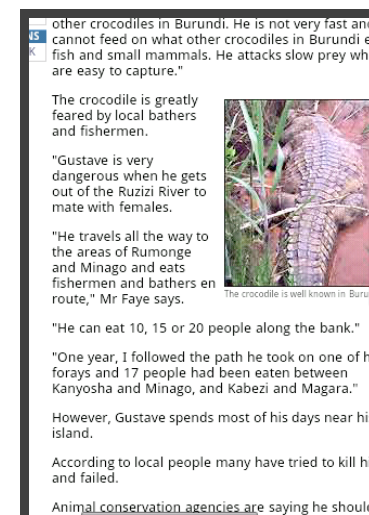 other crocodiles in Burundi. He is not very fast and
NS
cannot feed on what other crocodiles in Burundi e
K
fish and small mammals. He attacks slow prey wh
are easy to capture."
The crocodile is greatly
feared by local bathers
and fishermen.
"Gustave is very
dangerous when he gets
out of the Ruzizi River to
mate with females.
"He travels all the way to
the areas of Rumonge
and Minago and eats
fishermen and bathers en
route," Mr Faye says.
The crocodile is well known in Buru
"He can eat 10, 15 or 20 people along the bank."
"One year, I followed the path he took on one of h
forays and 17 people had been eaten between
Kanyosha and Minago, and Kabezi and Magara."
However, Gustave spends most of his days near hi
island.
According to local people many have tried to kill hi
and failed.
Animal conservation agencies are saying he shoul